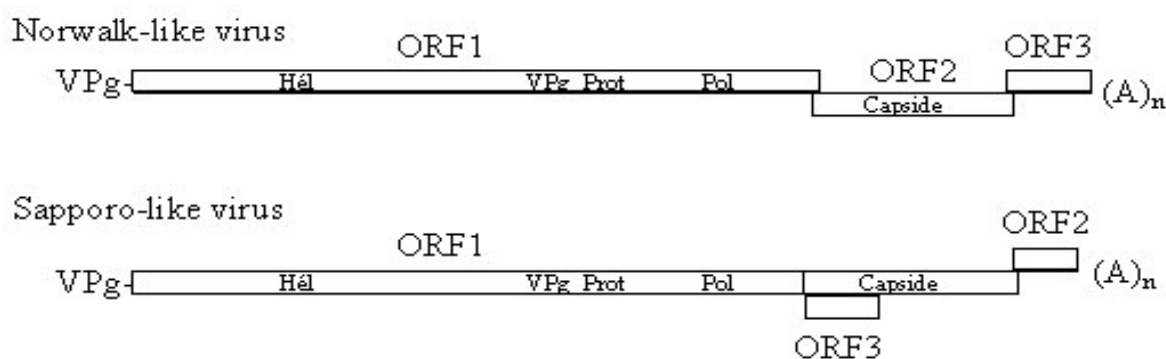 Norwalk-like virus
ORF1 ORF3
VPg Hél VPg Prot Pol ORF2 (A)n
Capside
Sapporo-like virus
ORF2
ORF1
VPg Hél VPg Prot Pol Capside (A)n
ORF3